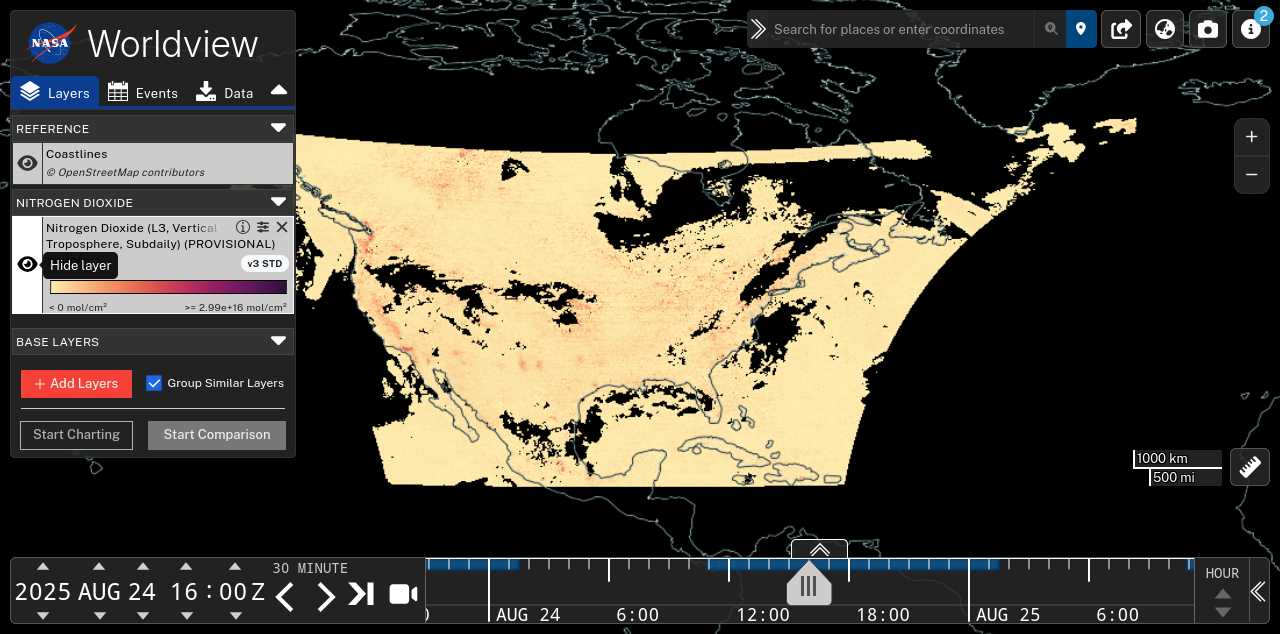 NASA Worldview
Search for places or enter coordinates
2
Layers
Events
Data
REFERENCE
Coastlines
© OpenStreetMap contributors
NITROGEN DIOXIDE
Nitrogen Dioxide (L3, Vertical
Troposphere, Subdaily) (PROVISIONAL)
Hide layer
v3 STD
< 0 mol/cm²
>= 2.99e+16 mol/cm²
BASE LAYERS
+ Add Layers
Group Similar Layers
Start Charting
Start Comparison
+
−
1000 km
500 mi
2025 AUG 24 16:00Z
30 MINUTE
AUG 24
6:00
12:00
18:00
AUG 25
6:00
HOUR